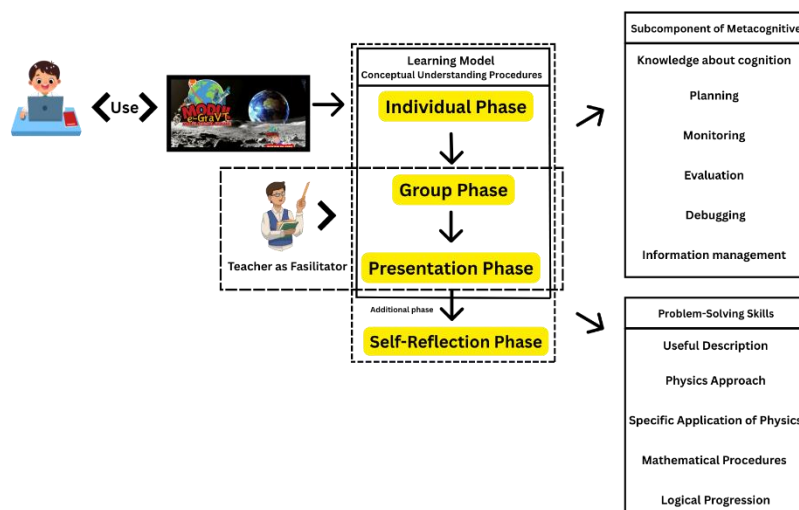 Use
MODUL
e-GraVT
Learning Model
Conceptual Understanding Procedures
Individual Phase
Group Phase
Presentation Phase
Teacher as Fasilitator
Additional phase
Self-Reflection Phase
Subcomponent of Metacognitive
Knowledge about cognition
Planning
Monitoring
Evaluation
Debugging
Information management
Problem-Solving Skills
Useful Description
Physics Approach
Specific Application of Physics
Mathematical Procedures
Logical Progression